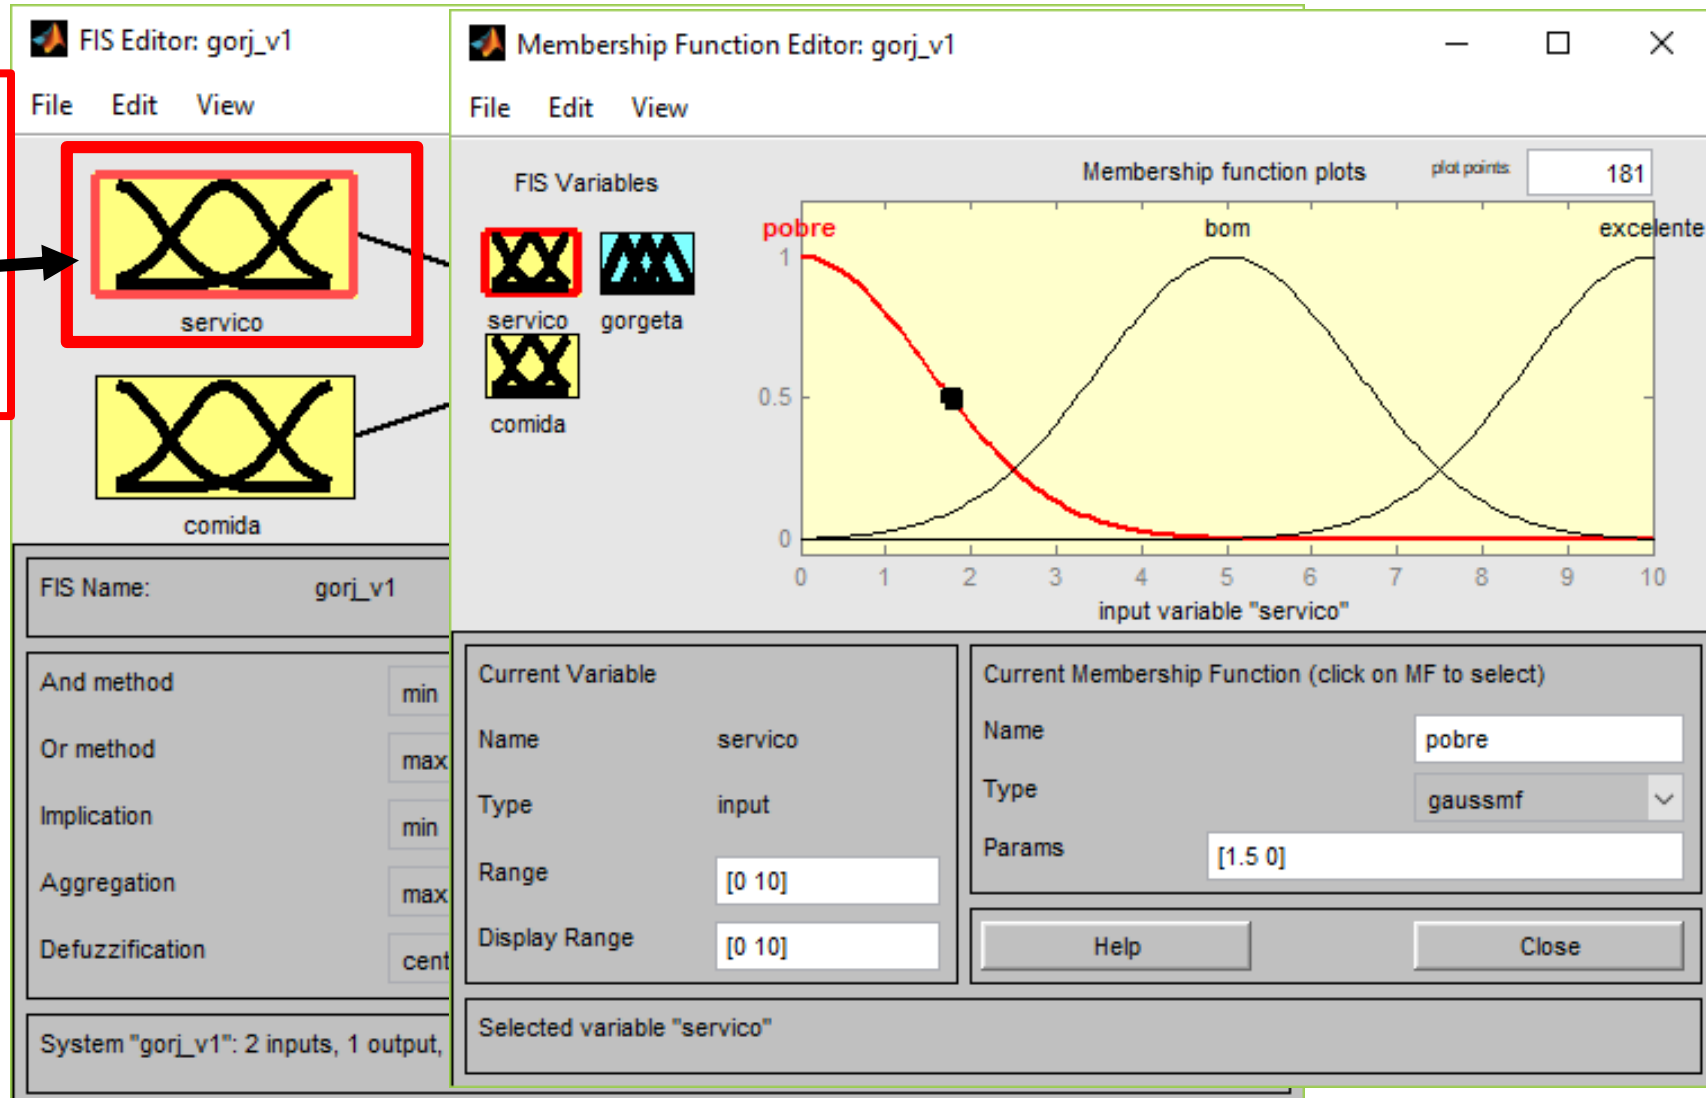 FIS Editor: gorj_v1
File Edit View
servico
comida
FIS Name: gorj_v1
And method min
Or method max
Implication min
Aggregation max
Defuzzification cent
System "gorj_v1": 2 inputs, 1 output,
Membership Function Editor: gorj_v1
File Edit View
FIS Variables
servico gorgeta
comida
Membership function plots plot points: 181
pobre bom excelente
1
0.5
0
0 1 2 3 4 5 6 7 8 9 10
input variable "servico"
Current Variable
Name servico
Type input
Range [0 10]
Display Range [0 10]
Current Membership Function (click on MF to select)
Name pobre
Type gaussmf
Params [1.5 0]
Help Close
Selected variable "servico"